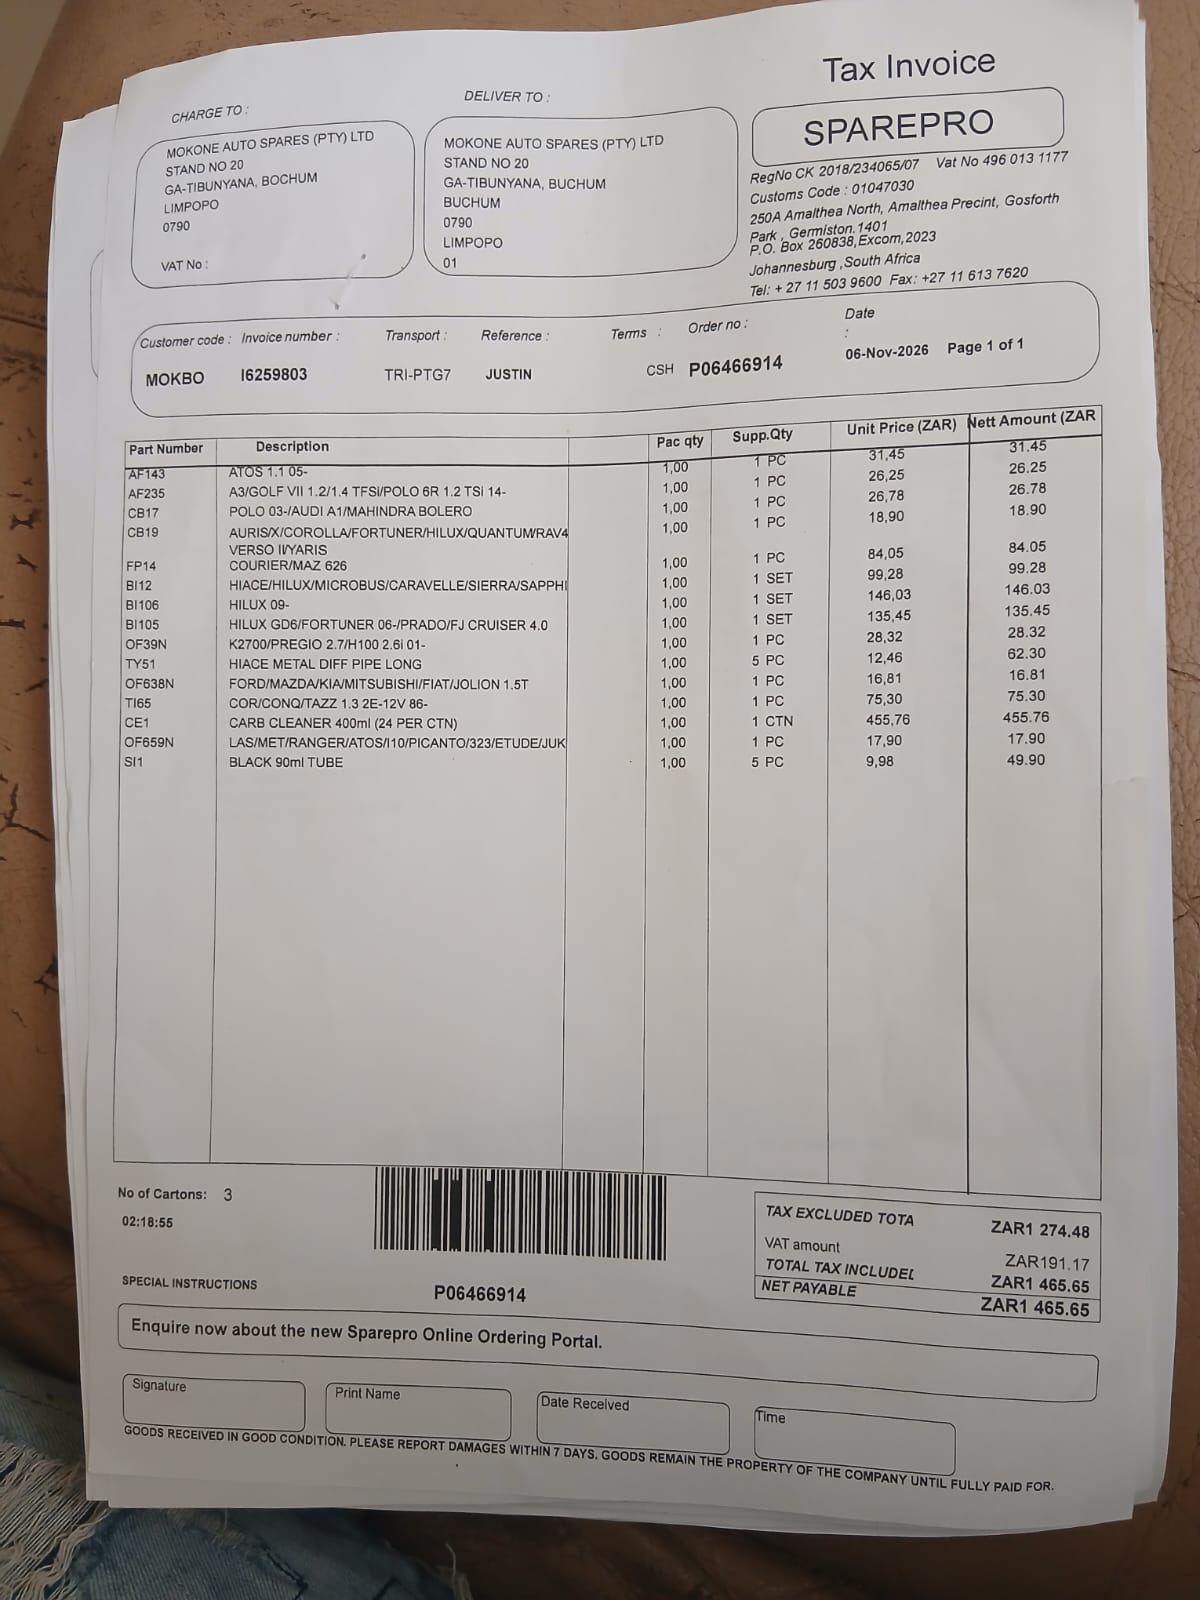 Tax Invoice
CHARGE TO :
MOKONE AUTO SPARES (PTY) LTD
STAND NO 20
GA-TIBUNYANA, BOCHUM
LIMPOPO
0790
VAT No :
DELIVER TO :
MOKONE AUTO SPARES (PTY) LTD
STAND NO 20
GA-TIBUNYANA, BUCHUM
BUCHUM
0790
LIMPOPO
01
SPAREPRO
RegNo CK 2018/234065/07 Vat No 496 013 1177
Customs Code : 01047030
250A Amalthea North, Amalthea Precint, Gosforth
Park , Germiston.1401
P.O. Box 260838,Excom,2023
Johannesburg ,South Africa
Tel: + 27 11 503 9600 Fax: +27 11 613 7620
Customer code : Invoice number : Transport : Reference : Terms : Order no : Date :
MOKBO I6259803 TRI-PTG7 JUSTIN CSH P06466914 06-Nov-2026 Page 1 of 1
Part Number Description Pac qty Supp.Qty Unit Price (ZAR) Nett Amount (ZAR
AF143 ATOS 1.1 05- 1,00 1 PC 31,45 31.45
AF235 A3/GOLF VII 1.2/1.4 TFSI/POLO 6R 1.2 TSI 14- 1,00 1 PC 26,25 26.25
CB17 POLO 03-/AUDI A1/MAHINDRA BOLERO 1,00 1 PC 26,78 26.78
CB19 AURIS/X/COROLLA/FORTUNER/HILUX/QUANTUM/RAV4 1,00 1 PC 18,90 18.90
VERSO II/YARIS
FP14 COURIER/MAZ 626 1,00 1 PC 84,05 84.05
BI12 HIACE/HILUX/MICROBUS/CARAVELLE/SIERRA/SAPPHI 1,00 1 SET 99,28 99.28
BI106 HILUX 09- 1,00 1 SET 146,03 146.03
BI105 HILUX GD6/FORTUNER 06-/PRADO/FJ CRUISER 4.0 1,00 1 SET 135,45 135.45
OF39N K2700/PREGIO 2.7/H100 2.6i 01- 1,00 1 PC 28,32 28.32
TY51 HIACE METAL DIFF PIPE LONG 1,00 5 PC 12,46 62.30
OF638N FORD/MAZDA/KIA/MITSUBISHI/FIAT/JOLION 1.5T 1,00 1 PC 16,81 16.81
TI65 COR/CONQ/TAZZ 1.3 2E-12V 86- 1,00 1 PC 75,30 75.30
CE1 CARB CLEANER 400ml (24 PER CTN) 1,00 1 CTN 455,76 455.76
OF659N LAS/MET/RANGER/ATOS/I10/PICANTO/323/ETUDE/JUK 1,00 1 PC 17,90 17.90
SI1 BLACK 90ml TUBE 1,00 5 PC 9,98 49.90
No of Cartons: 3
02:18:55
TAX EXCLUDED TOTA ZAR1 274.48
VAT amount ZAR191.17
TOTAL TAX INCLUDEL ZAR1 465.65
NET PAYABLE ZAR1 465.65
SPECIAL INSTRUCTIONS
P06466914
Enquire now about the new Sparepro Online Ordering Portal.
Signature Print Name Date Received Time
GOODS RECEIVED IN GOOD CONDITION. PLEASE REPORT DAMAGES WITHIN 7 DAYS. GOODS REMAIN THE PROPERTY OF THE COMPANY UNTIL FULLY PAID FOR.